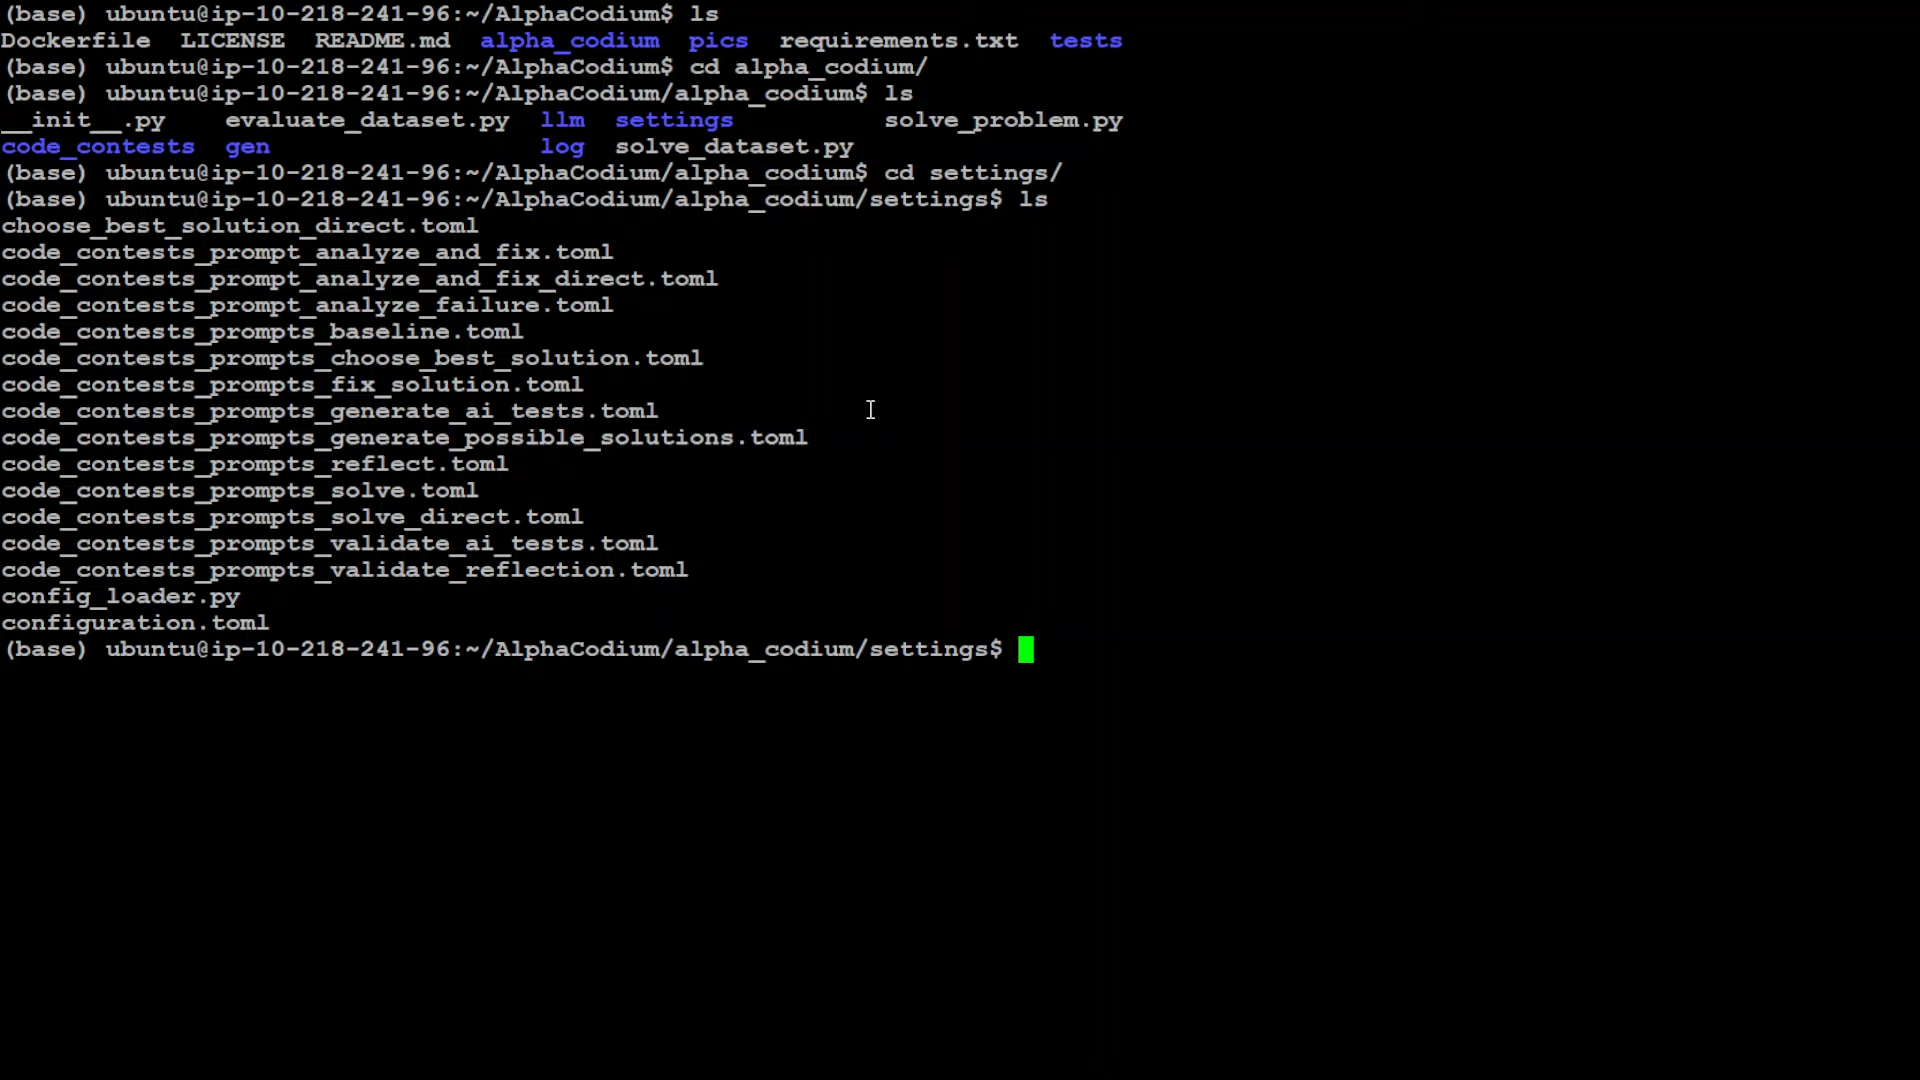 (base) ubuntu@ip-10-218-241-96:~/AlphaCodium$ ls
Dockerfile  LICENSE  README.md  alpha_codium  pics  requirements.txt  tests
(base) ubuntu@ip-10-218-241-96:~/AlphaCodium$ cd alpha_codium/
(base) ubuntu@ip-10-218-241-96:~/AlphaCodium/alpha_codium$ ls
__init__.py    evaluate_dataset.py  llm  settings          solve_problem.py
code_contests  gen                  log  solve_dataset.py
(base) ubuntu@ip-10-218-241-96:~/AlphaCodium/alpha_codium$ cd settings/
(base) ubuntu@ip-10-218-241-96:~/AlphaCodium/alpha_codium/settings$ ls
choose_best_solution_direct.toml
code_contests_prompt_analyze_and_fix.toml
code_contests_prompt_analyze_and_fix_direct.toml
code_contests_prompt_analyze_failure.toml
code_contests_prompts_baseline.toml
code_contests_prompts_choose_best_solution.toml
code_contests_prompts_fix_solution.toml
code_contests_prompts_generate_ai_tests.toml
code_contests_prompts_generate_possible_solutions.toml
code_contests_prompts_reflect.toml
code_contests_prompts_solve.toml
code_contests_prompts_solve_direct.toml
code_contests_prompts_validate_ai_tests.toml
code_contests_prompts_validate_reflection.toml
config_loader.py
configuration.toml
(base) ubuntu@ip-10-218-241-96:~/AlphaCodium/alpha_codium/settings$